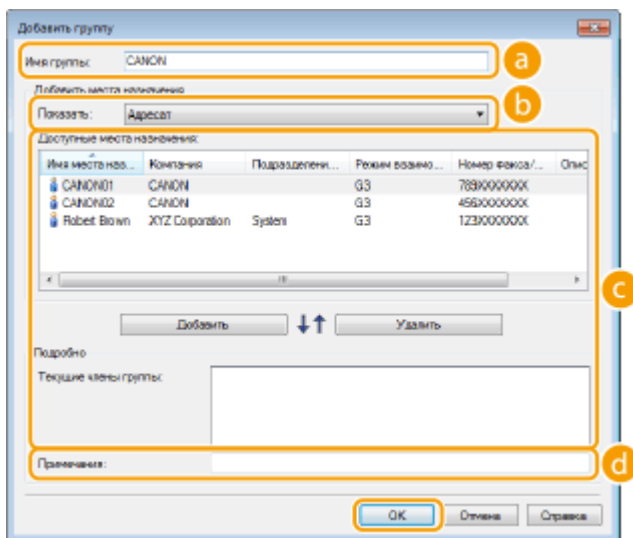 Добавить группу
a
Имя группы: CANON
Добавить места назначения
b
Показать: Адресат
Доступные места назначения:
Имя места наз... Компания Подразделени... Режим взаимо... Номер факса/... Опис
CANON01 CANON G3 789XXXXXXX
CANON02 CANON G3 456XXXXXXX
Robert Brown XYZ Corporation System G3 123XXXXXXX
c
Добавить Удалить
Подробно
Текущие члены группы:
Примечания:
d
OK Отмена Справка